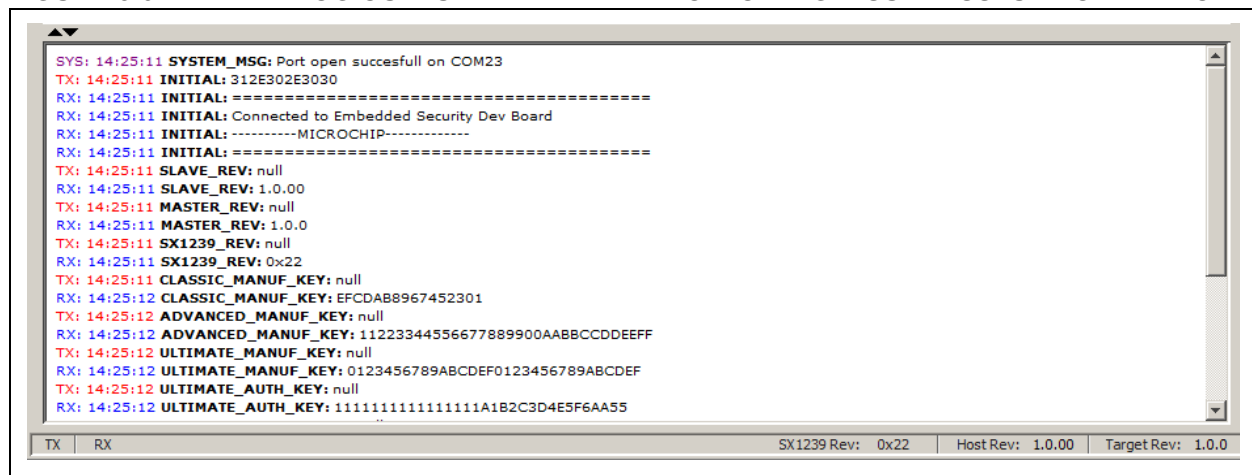 SYS: 14:25:11 SYSTEM_MSG: Port open succesfull on COM23
TX: 14:25:11 INITIAL: 312E302E3030
RX: 14:25:11 INITIAL: ========================================
RX: 14:25:11 INITIAL: Connected to Embedded Security Dev Board
RX: 14:25:11 INITIAL: ----------MICROCHIP-------------
RX: 14:25:11 INITIAL: ========================================
TX: 14:25:11 SLAVE_REV: null
RX: 14:25:11 SLAVE_REV: 1.0.00
TX: 14:25:11 MASTER_REV: null
RX: 14:25:11 MASTER_REV: 1.0.0
TX: 14:25:11 SX1239_REV: null
RX: 14:25:11 SX1239_REV: 0x22
TX: 14:25:11 CLASSIC_MANUF_KEY: null
RX: 14:25:12 CLASSIC_MANUF_KEY: EFCDAB8967452301
TX: 14:25:12 ADVANCED_MANUF_KEY: null
RX: 14:25:12 ADVANCED_MANUF_KEY: 11223344556677889900AABBCCDDEEFF
TX: 14:25:12 ULTIMATE_MANUF_KEY: null
RX: 14:25:12 ULTIMATE_MANUF_KEY: 0123456789ABCDEF0123456789ABCDEF
TX: 14:25:12 ULTIMATE_AUTH_KEY: null
RX: 14:25:12 ULTIMATE_AUTH_KEY: 1111111111111111A1B2C3D4E5F6AA55
TX RX SX1239 Rev: 0x22 Host Rev: 1.0.00 Target Rev: 1.0.0